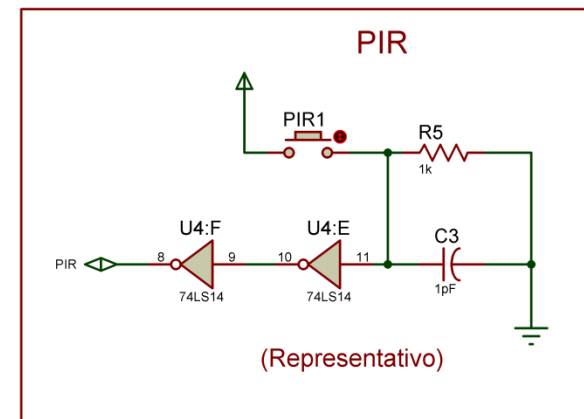 PIR
PIR1
R5
1k
U4:F
U4:E
C3
PIR
8
9
10
11
74LS14
74LS14
1pF
(Representativo)